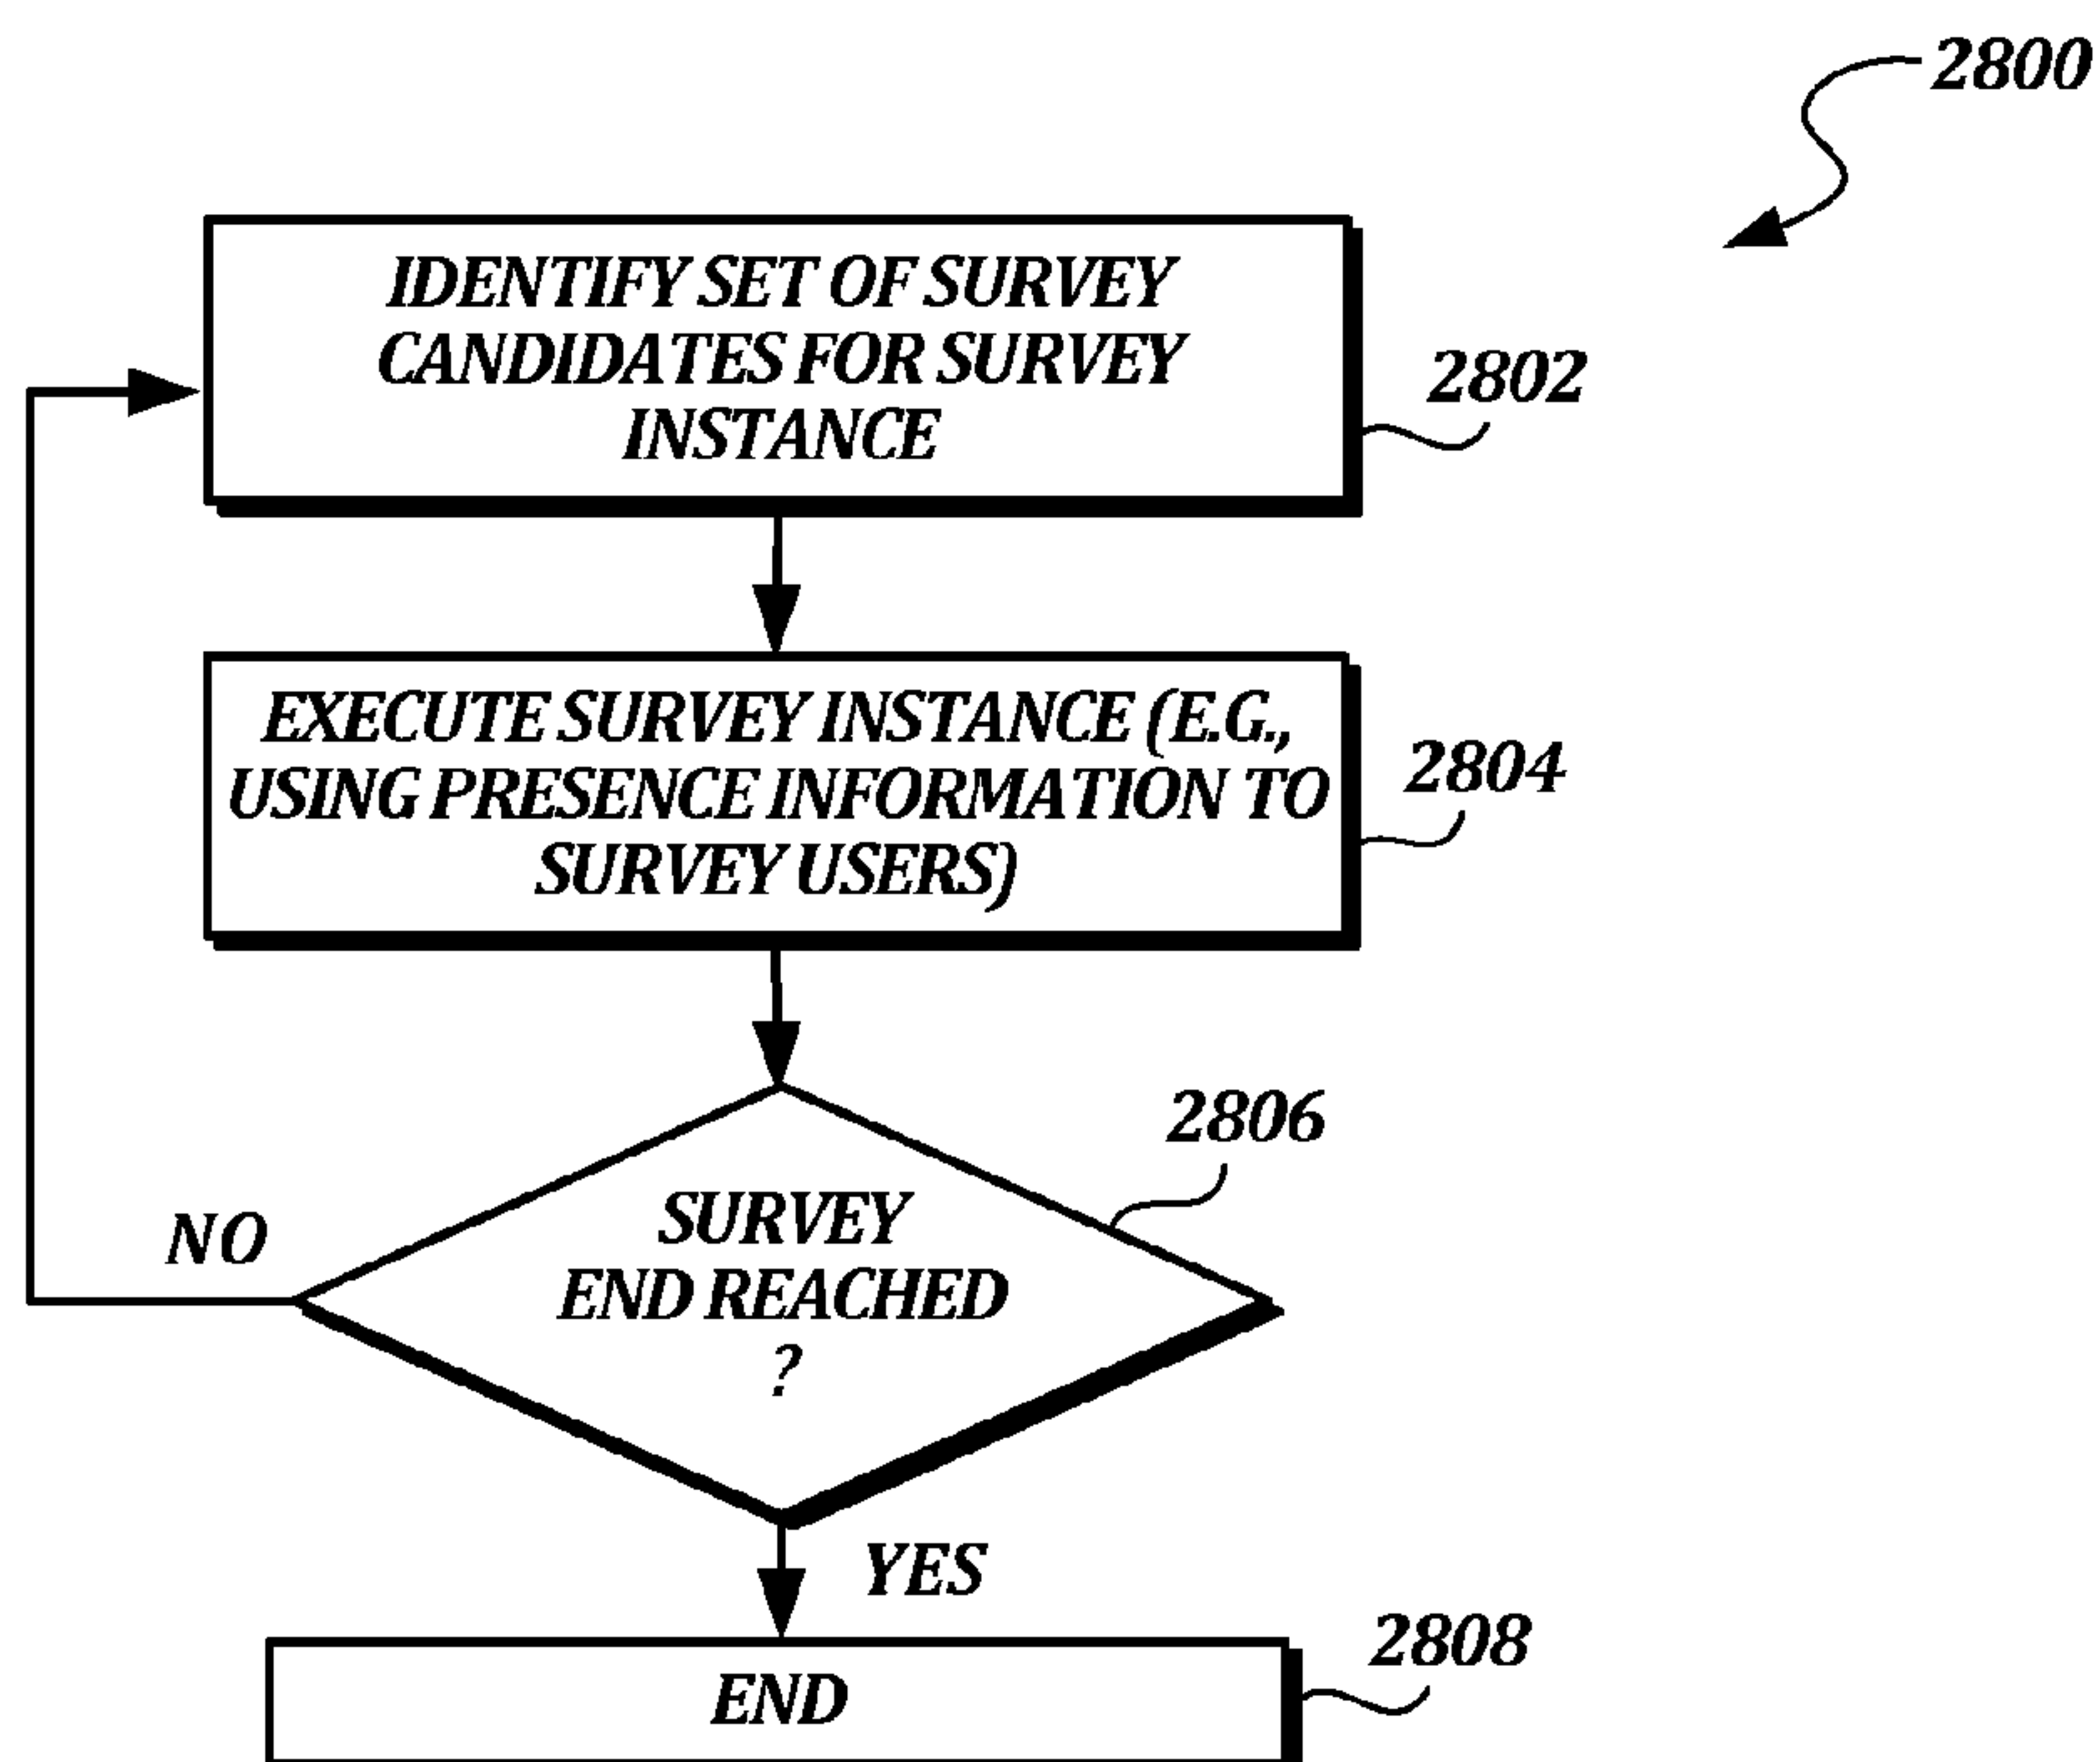 2800
IDENTIFY SET OF SURVEY
CANDIDATES FOR SURVEY
INSTANCE
2802
EXECUTE SURVEY INSTANCE (E.G.,
USING PRESENCE INFORMATION TO
SURVEY USERS)
2804
2806
SURVEY
END REACHED
?
NO
YES
END
2808